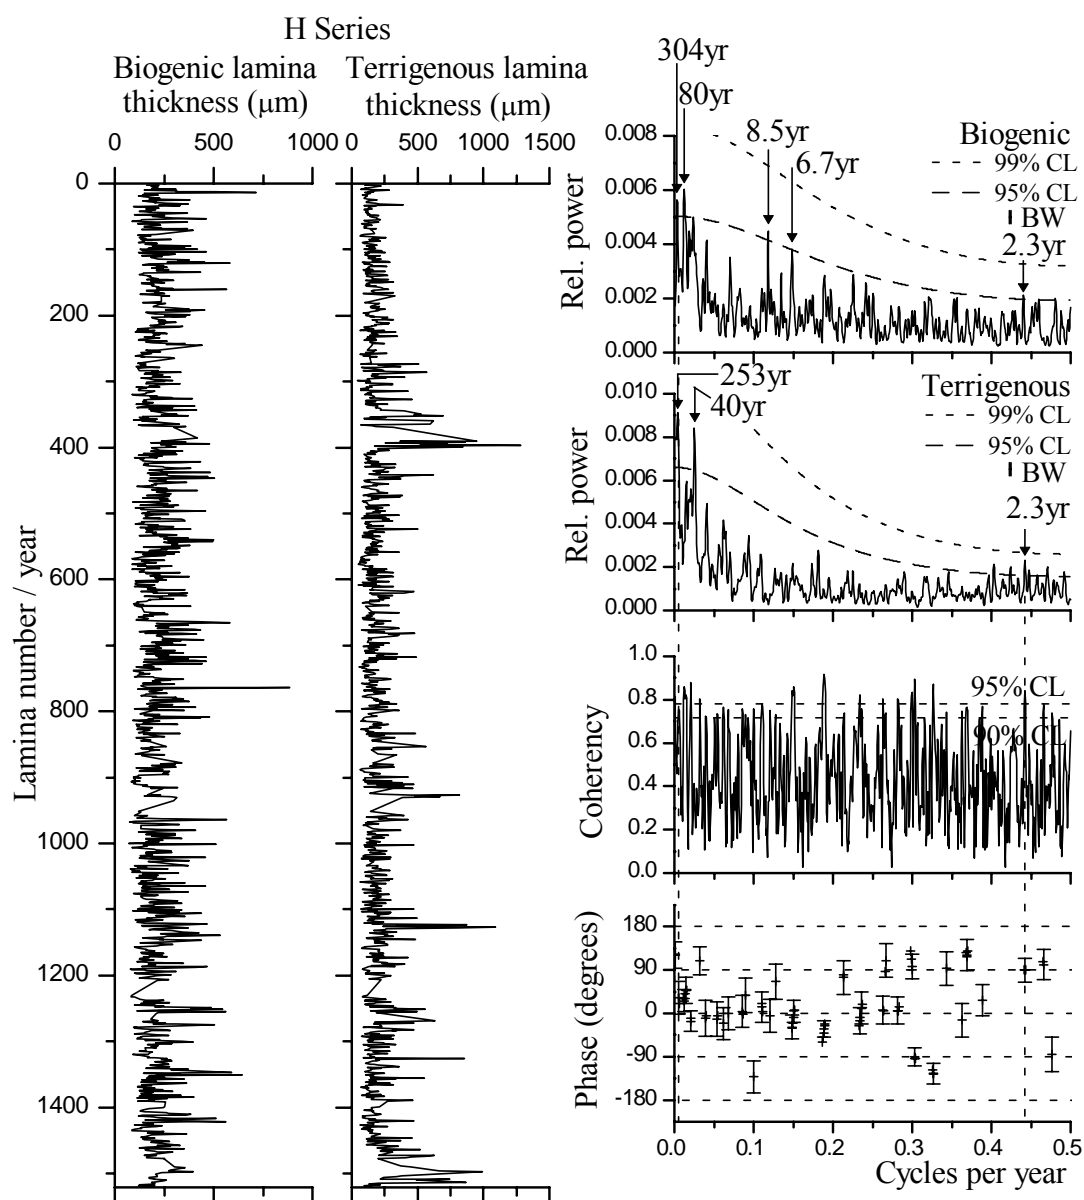 H Series
Biogenic lamina
thickness (μm)
Terrigenous lamina
thickness (μm)
0 500 1000
0 500 1000 1500
Lamina number / year
0
200
400
600
800
1000
1200
1400
304yr
80yr
8.5yr
6.7yr
2.3yr
Biogenic
99% CL
95% CL
BW
Rel. power
0.008
0.006
0.004
0.002
0.000
253yr
40yr
2.3yr
Terrigenous
99% CL
95% CL
BW
Rel. power
0.010
0.008
0.006
0.004
0.002
0.000
Coherency
1.0
0.8
0.6
0.4
0.2
0.0
95% CL
90% CL
Phase (degrees)
180
90
0
-90
-180
0.0 0.1 0.2 0.3 0.4 0.5
Cycles per year